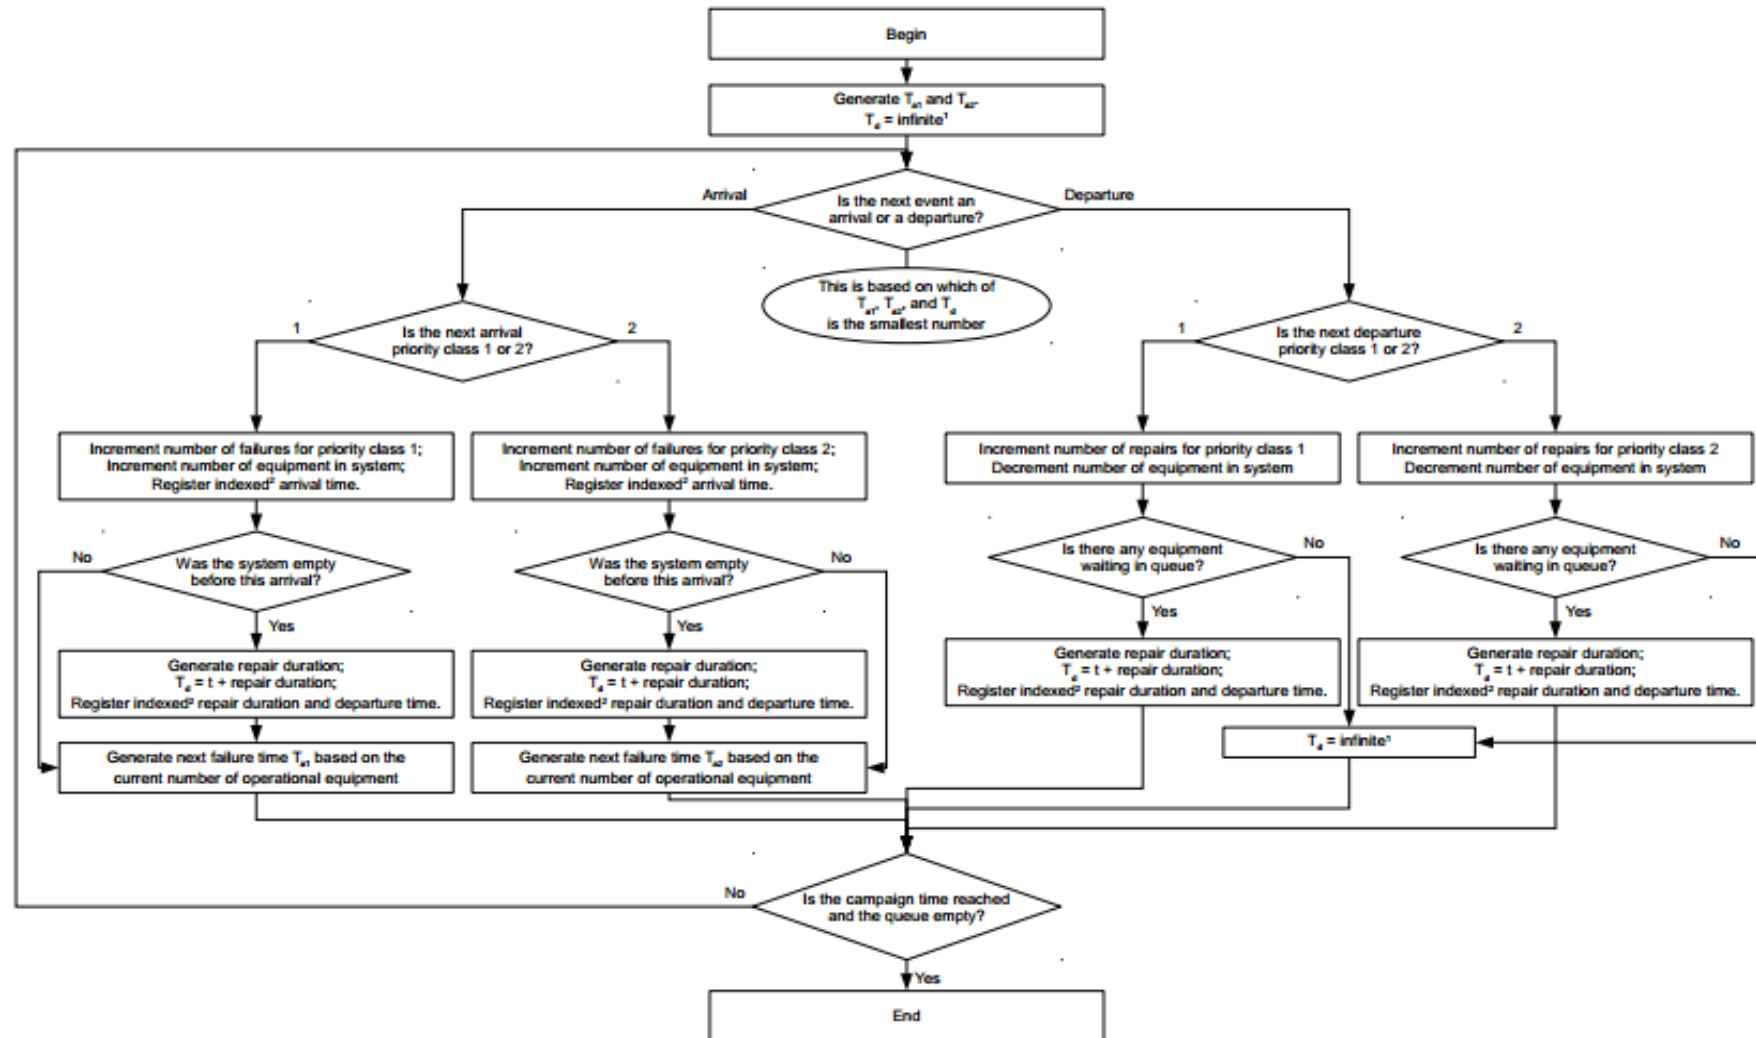 Begin
Generate Tₐ₁ and Tₐ₂.
T_d = infinite¹
Arrival
Is the next event an
arrival or a departure?
Departure
This is based on which of
Tₐ₁, Tₐ₂, and T_d
is the smallest number
1
Is the next arrival
priority class 1 or 2?
2
1
Is the next departure
priority class 1 or 2?
2
Increment number of failures for priority class 1;
Increment number of equipment in system;
Register indexed² arrival time.
Increment number of failures for priority class 2;
Increment number of equipment in system;
Register indexed² arrival time.
Increment number of repairs for priority class 1
Decrement number of equipment in system
Increment number of repairs for priority class 2
Decrement number of equipment in system
No
Was the system empty
before this arrival?
Yes
Was the system empty
before this arrival?
No
Yes
Is there any equipment
waiting in queue?
No
Yes
Is there any equipment
waiting in queue?
No
Yes
Generate repair duration;
T_d = t + repair duration;
Register indexed² repair duration and departure time.
Generate repair duration;
T_d = t + repair duration;
Register indexed² repair duration and departure time.
Generate repair duration;
T_d = t + repair duration;
Register indexed² repair duration and departure time.
Generate repair duration;
T_d = t + repair duration;
Register indexed² repair duration and departure time.
Generate next failure time Tₐ₁ based on the
current number of operational equipment
Generate next failure time Tₐ₂ based on the
current number of operational equipment
T_d = infinite¹
No
Is the campaign time reached
and the queue empty?
Yes
End